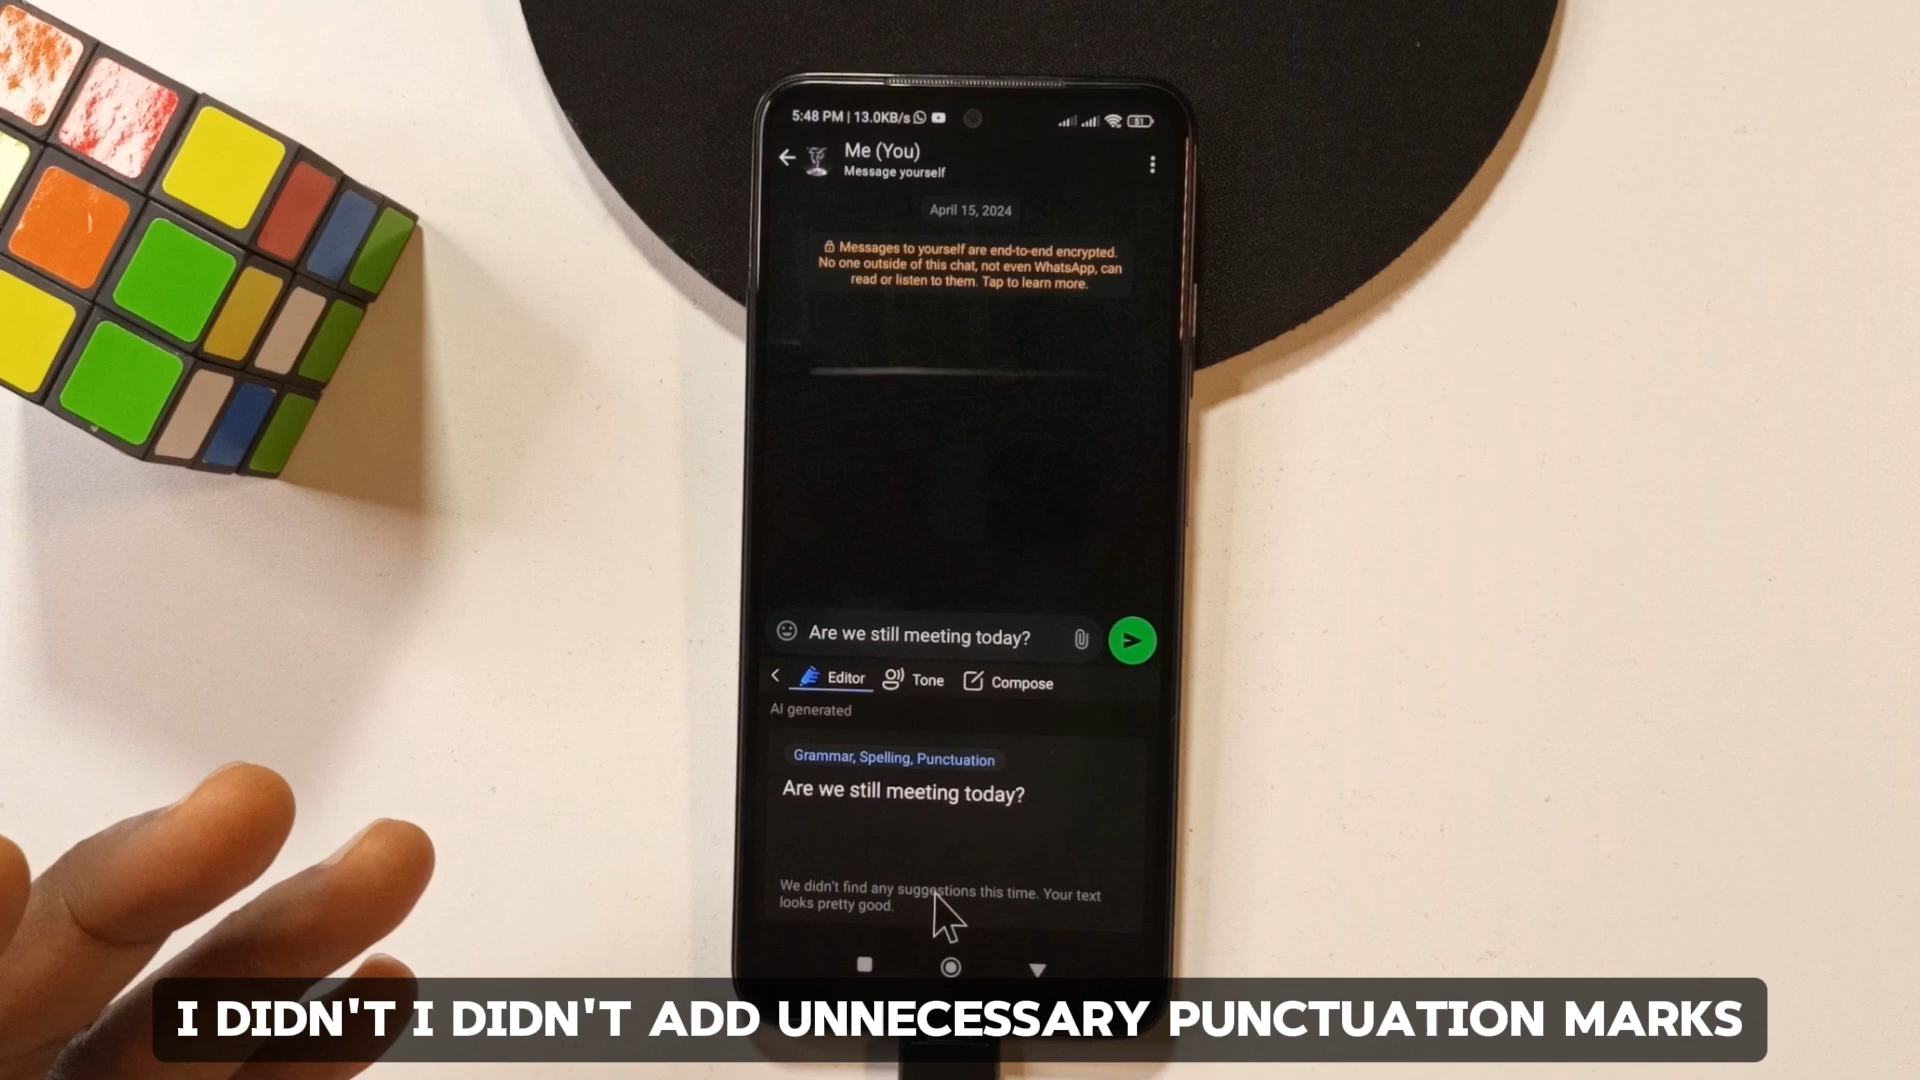 5:48 PM | 13.0KB/s
51
Me (You)
Message yourself
April 15, 2024
Messages to yourself are end-to-end encrypted.
No one outside of this chat, not even WhatsApp, can
read or listen to them. Tap to learn more.
Are we still meeting today?
Editor Tone Compose
AI generated
Grammar, Spelling, Punctuation
Are we still meeting today?
We didn't find any suggestions this time. Your text
looks pretty good.
I DIDN'T I DIDN'T ADD UNNECESSARY PUNCTUATION MARKS